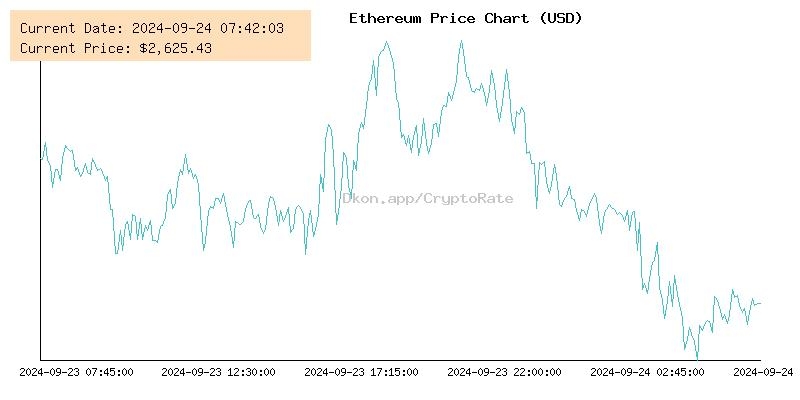 Ethereum Price Chart (USD)
Current Date: 2024-09-24 07:42:03
Current Price: $2,625.43
Dkon.app/CryptoRate
2024-09-23 07:45:00 2024-09-23 12:30:00 2024-09-23 17:15:00 2024-09-23 22:00:00 2024-09-24 02:45:00 2024-09-24